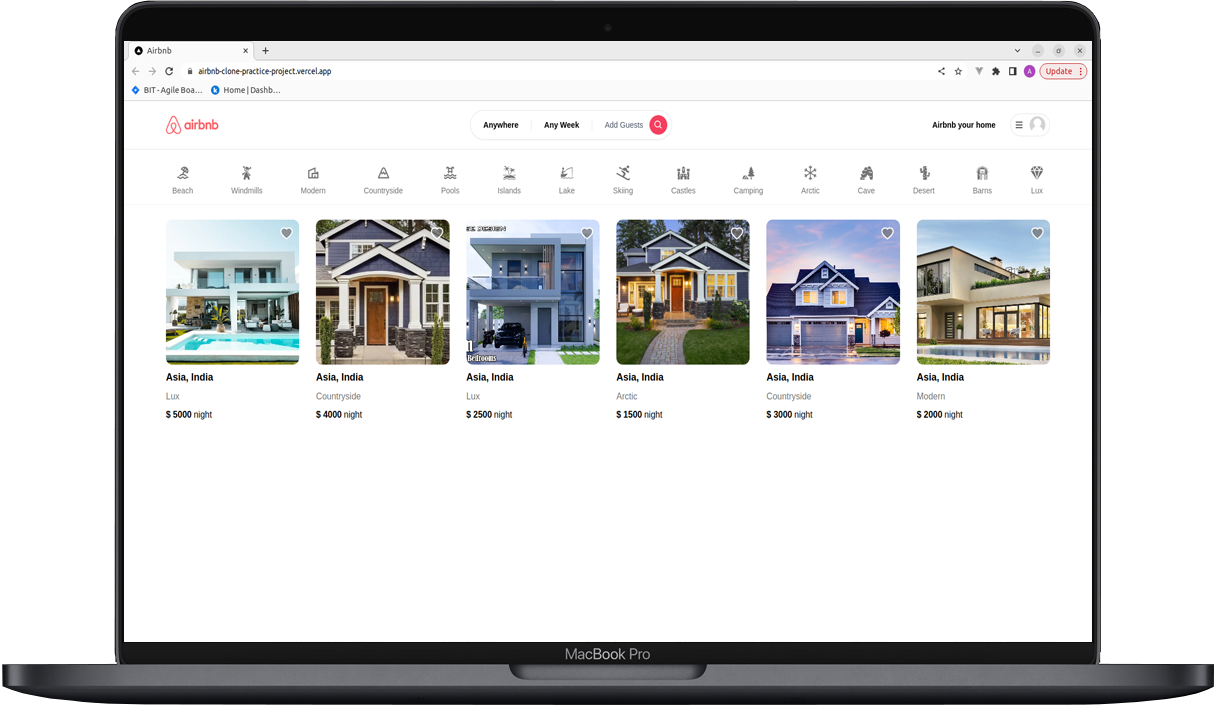 Airbnb
airbnb-clone-practice-project.vercel.app
A
Update
BIT - Agile Boa...
Home | Dashb...
airbnb
Anywhere
Any Week
Add Guests
Airbnb your home
Beach
Windmills
Modern
Countryside
Pools
Islands
Lake
Skiing
Castles
Camping
Arctic
Cave
Desert
Barns
Lux
Bedrooms
Asia, India
Lux
$ 5000 night
Asia, India
Countryside
$ 4000 night
Asia, India
Lux
$ 2500 night
Asia, India
Arctic
$ 1500 night
Asia, India
Countryside
$ 3000 night
Asia, India
Modern
$ 2000 night
MacBook Pro